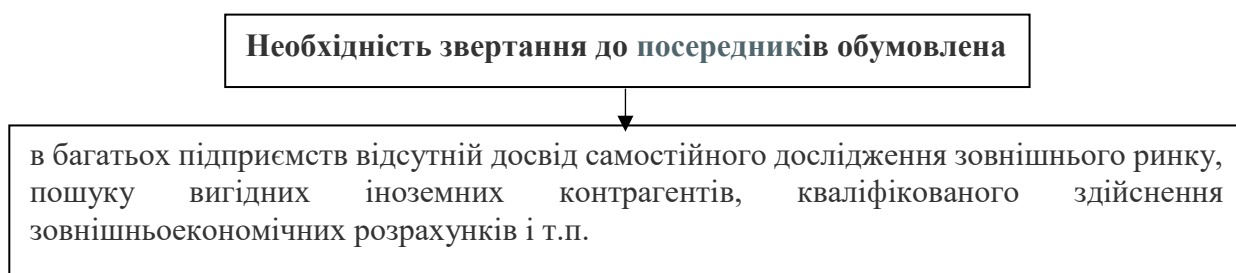 Необхідність звертання до посередників обумовлена
в багатьох підприємств відсутній досвід самостійного дослідження зовнішнього ринку,
пошуку вигідних іноземних контрагентів, кваліфікованого здійснення
зовнішньоекономічних розрахунків і т.п.